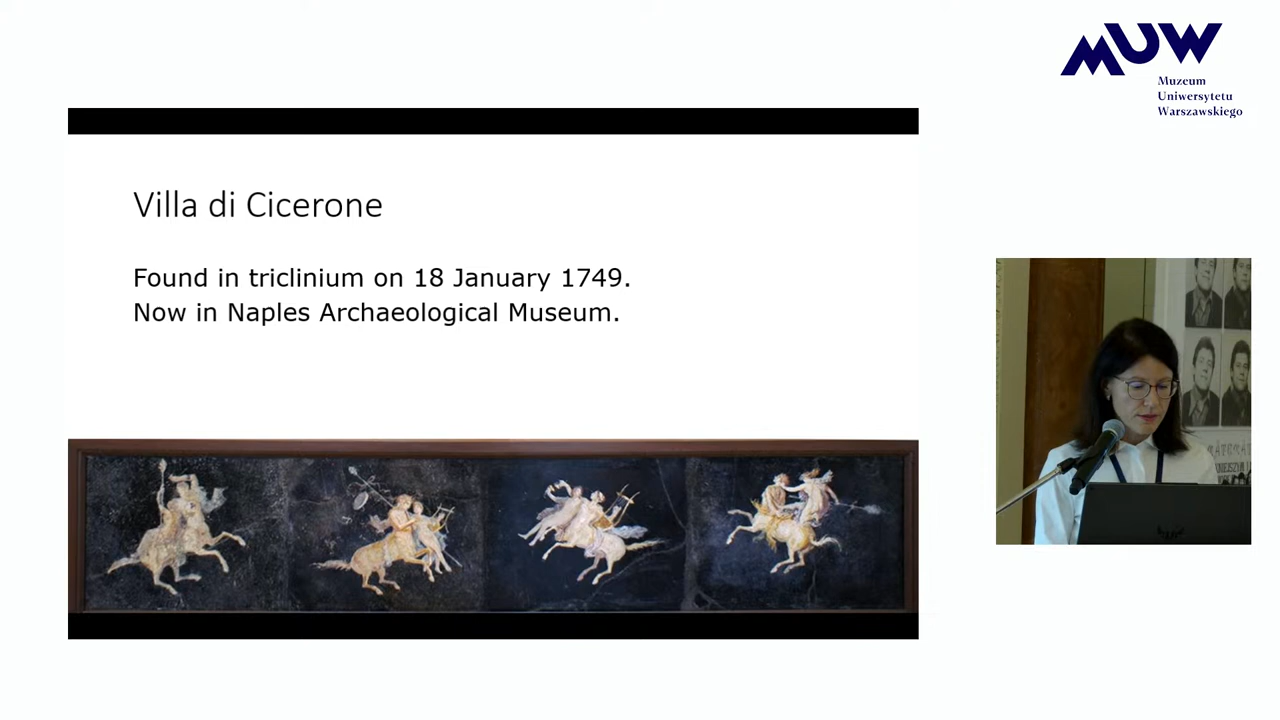 MUW
Muzeum
Uniwersytetu
Warszawskiego
Villa di Cicerone
Found in triclinium on 18 January 1749.
Now in Naples Archaeological Museum.